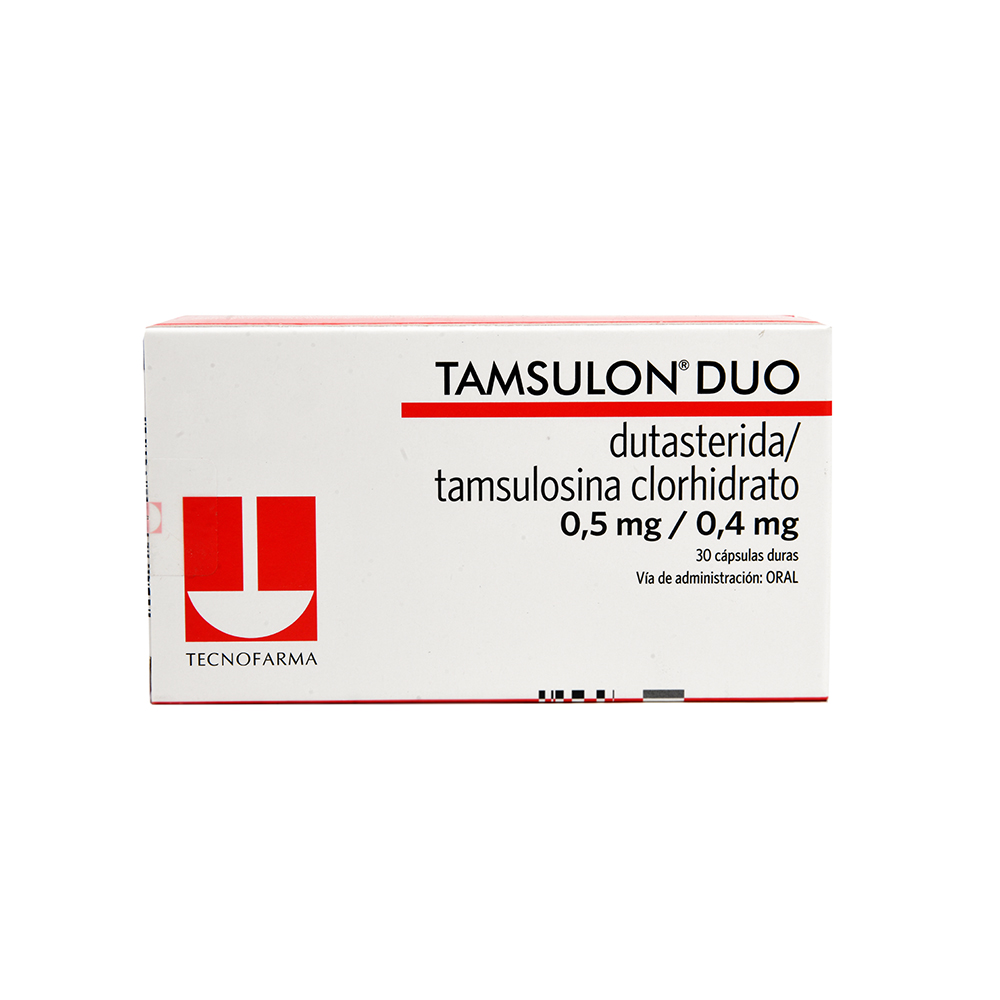 TAMSULON® DUO
dutasterida/
tamsulosina clorhidrato
0,5 mg / 0,4 mg
30 cápsulas duras
Vía de administración: ORAL
TECNOFARMA